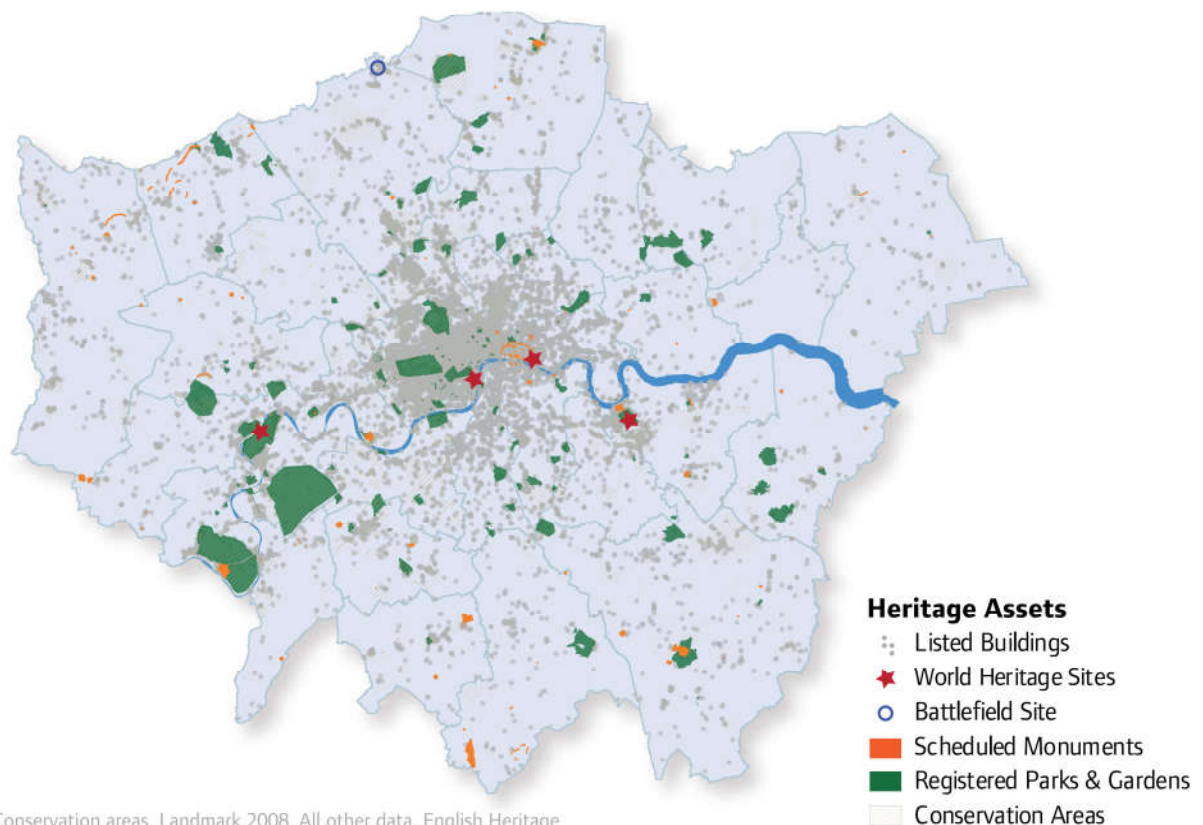 Heritage Assets
Listed Buildings
World Heritage Sites
Battlefield Site
Scheduled Monuments
Registered Parks & Gardens
Conservation Areas
Conservation areas, Landmark 2008. All other data, English Heritage